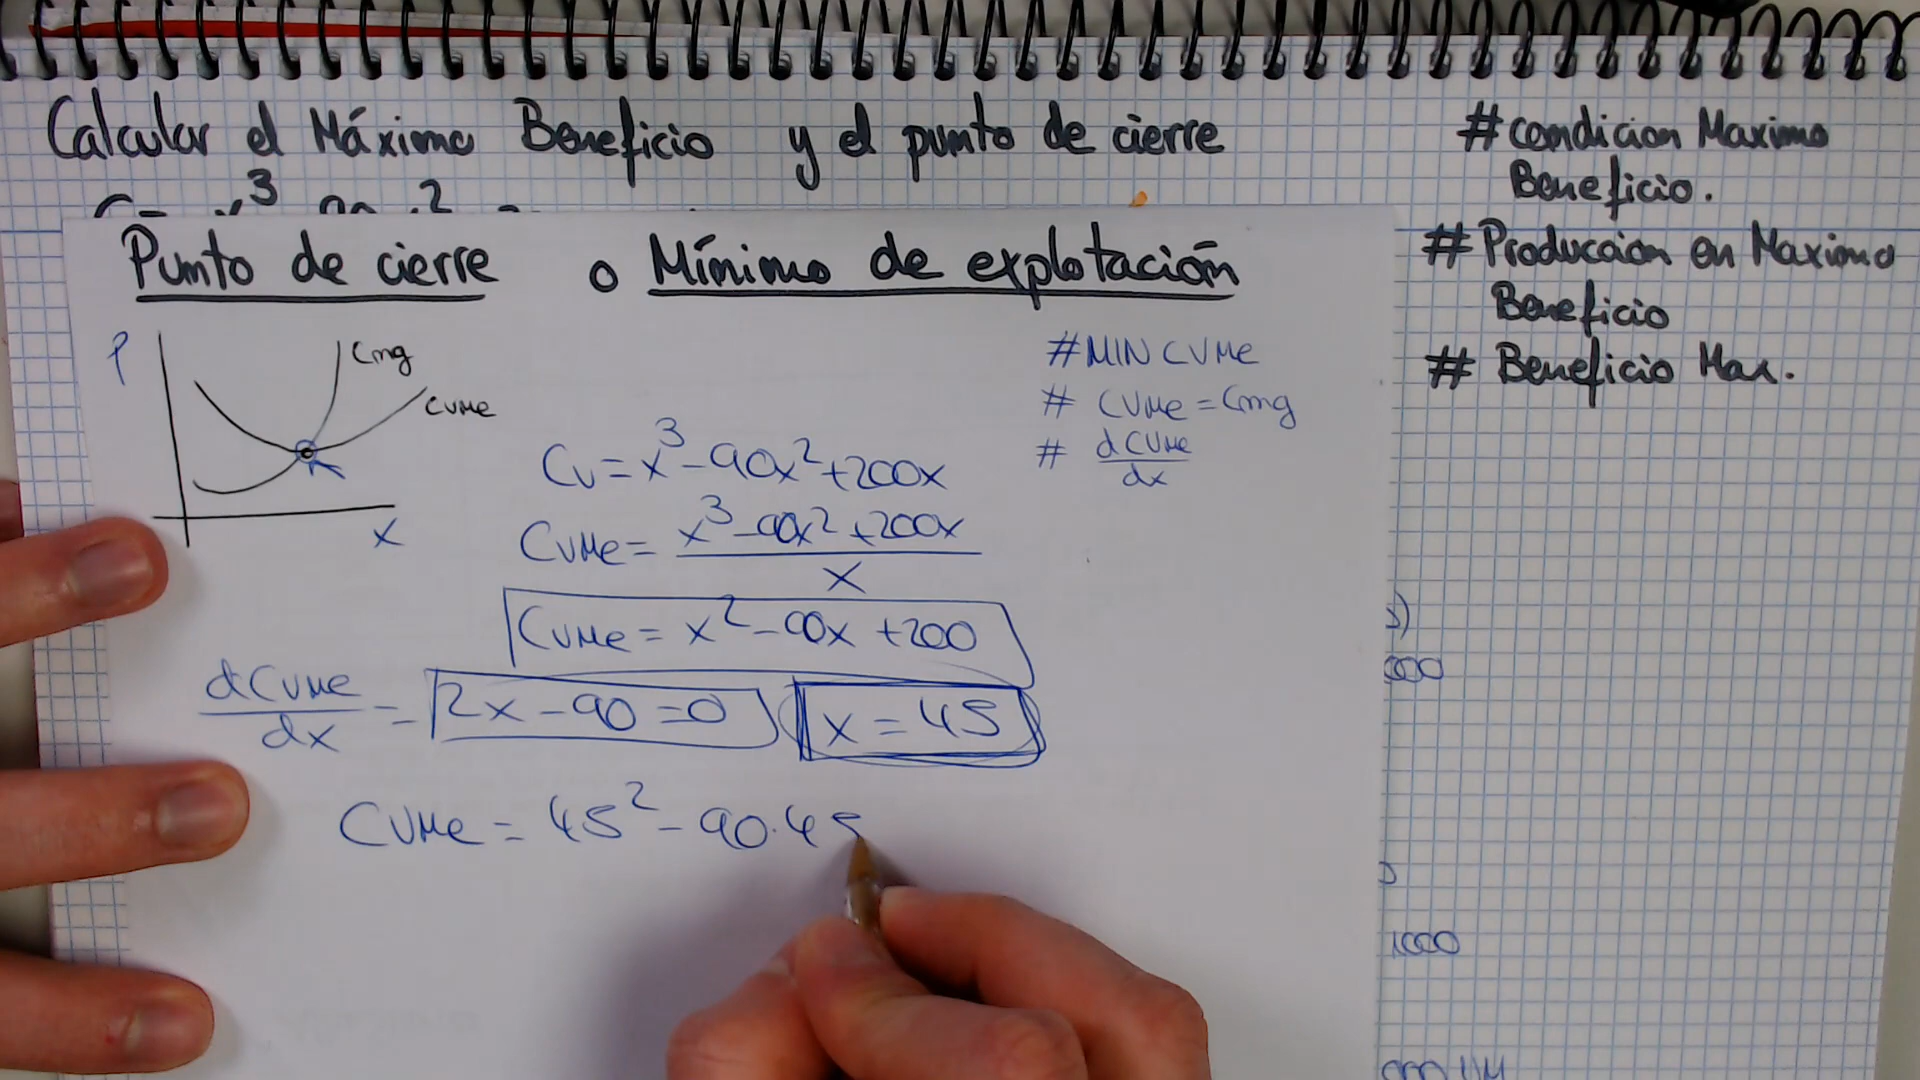 Calcular el Máximo Beneficio y el punto de cierre
Punto de cierre o Mínimo de explotación
P
Cmg
CVMe
X
# MIN CVMe
# CVMe = Cmg
# dCVMe
dx
Cv = x³ - 90x² + 200x
CVMe = x³ - 90x² + 200x
X
CVMe = x² - 90x + 200
dCVMe
dx
= 2x - 90 = 0
x = 45
CVMe = 45² - 90.45
# Condicion Maximo
Beneficio.
# Produccion en Maximo
Beneficio
# Beneficio Max.